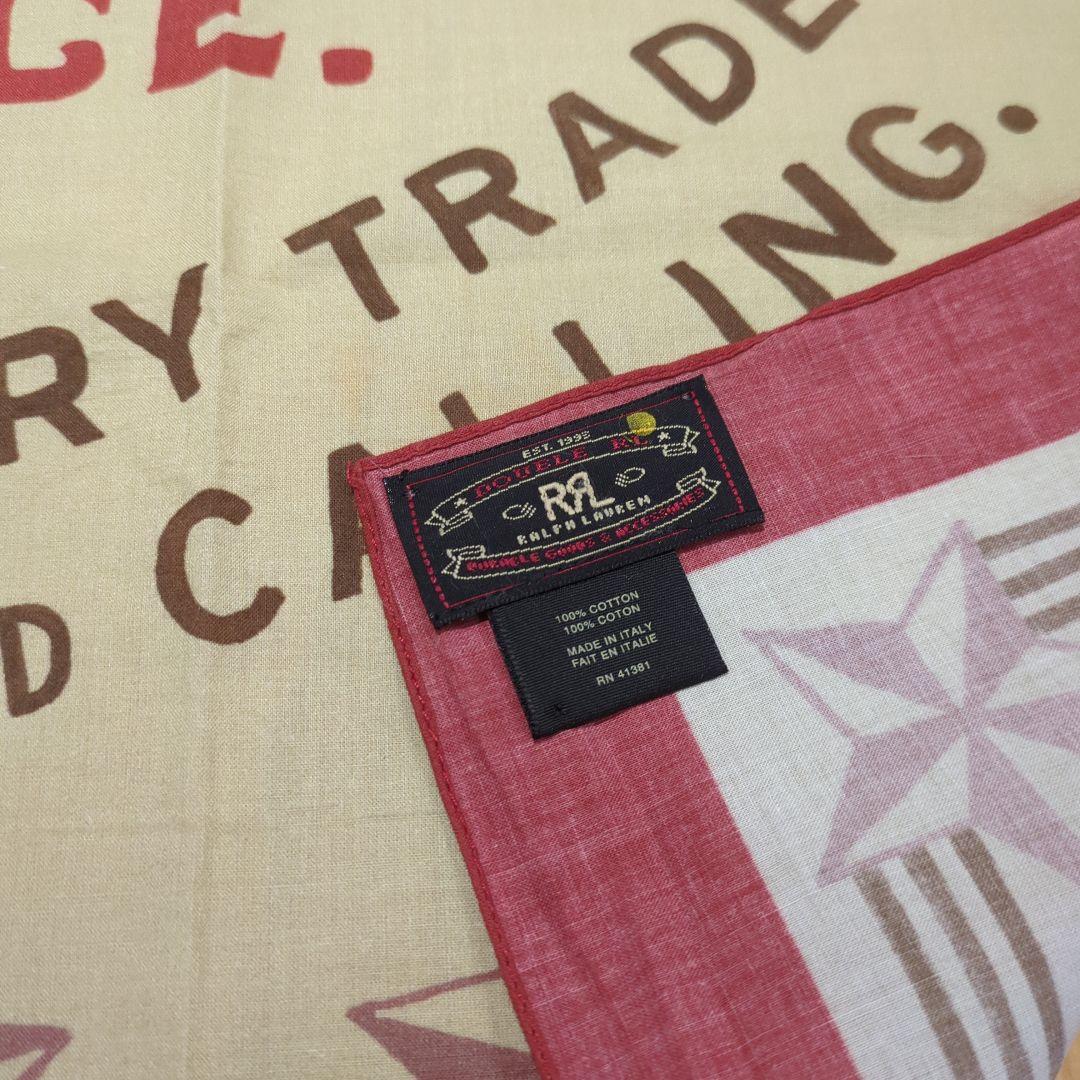 CE.
RY TRADE
D CALLING.
EST. 1993
DOUBLE RL
RRL
RALPH LAUREN
DURABLE GOODS & ACCESSORIES
100% COTTON
100% COTON
MADE IN ITALY
FAIT EN ITALIE
RN 41381